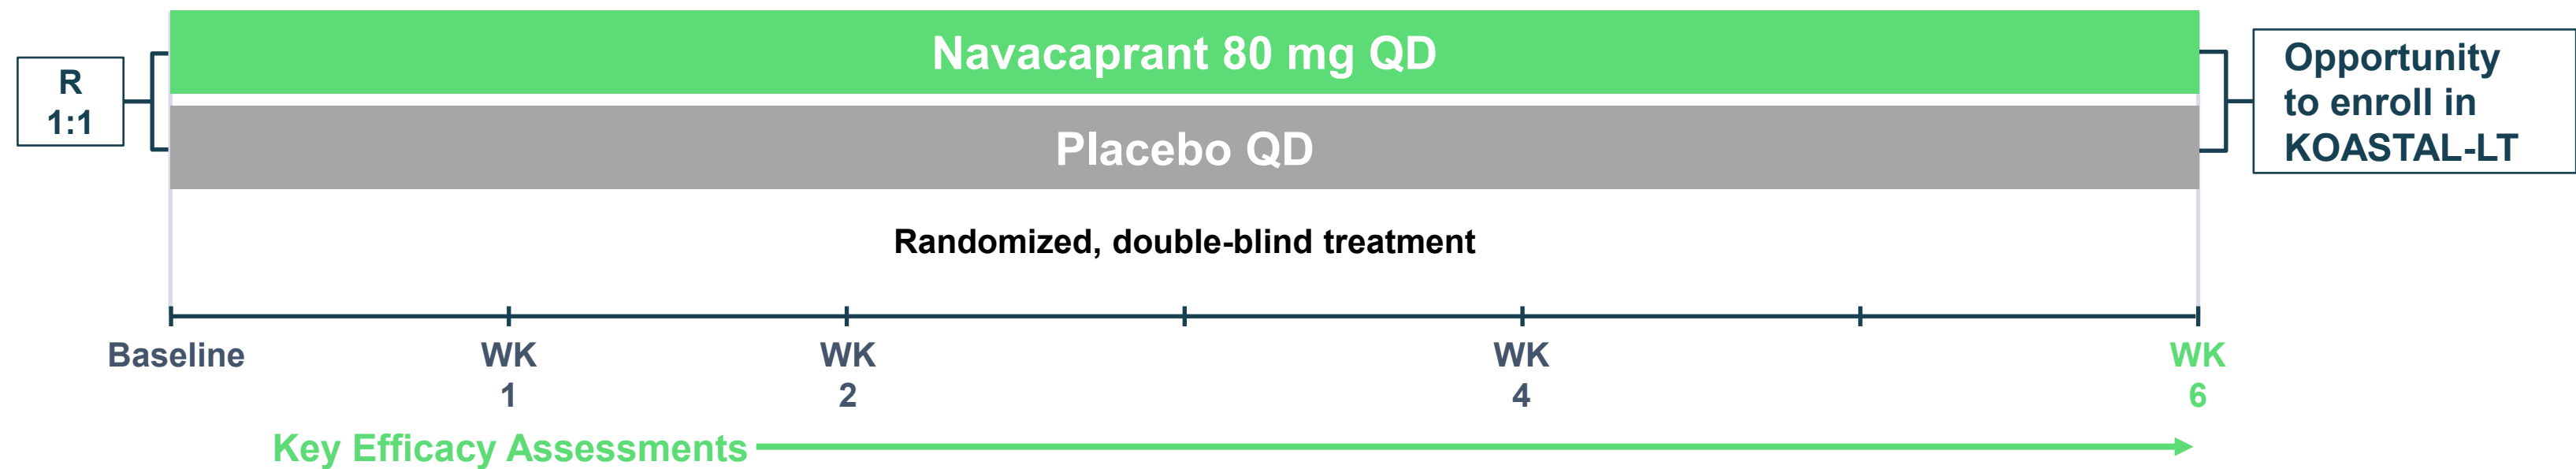 Navacaprant 80 mg QD
R
1:1
Placebo QD
Opportunity
to enroll in
KOASTAL-LT
Randomized, double-blind treatment
Baseline
WK
1
WK
2
WK
4
WK
6
Key Efficacy Assessments